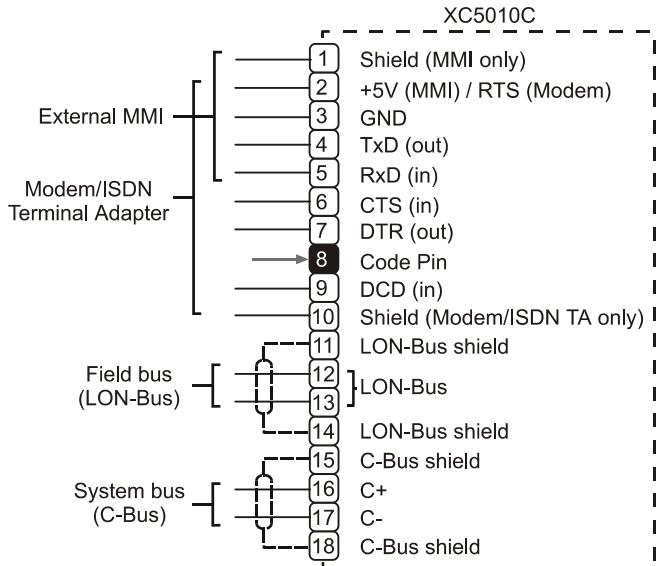 XC5010C
1 Shield (MMI only)
2 +5V (MMI) / RTS (Modem)
External MMI
3 GND
4 TxD (out)
5 RxD (in)
Modem/ISDN
Terminal Adapter
6 CTS (in)
7 DTR (out)
8 Code Pin
9 DCD (in)
10 Shield (Modem/ISDN TA only)
11 LON-Bus shield
Field bus
(LON-Bus)
12
LON-Bus
13
14 LON-Bus shield
15 C-Bus shield
System bus
(C-Bus)
16 C+
17 C-
18 C-Bus shield